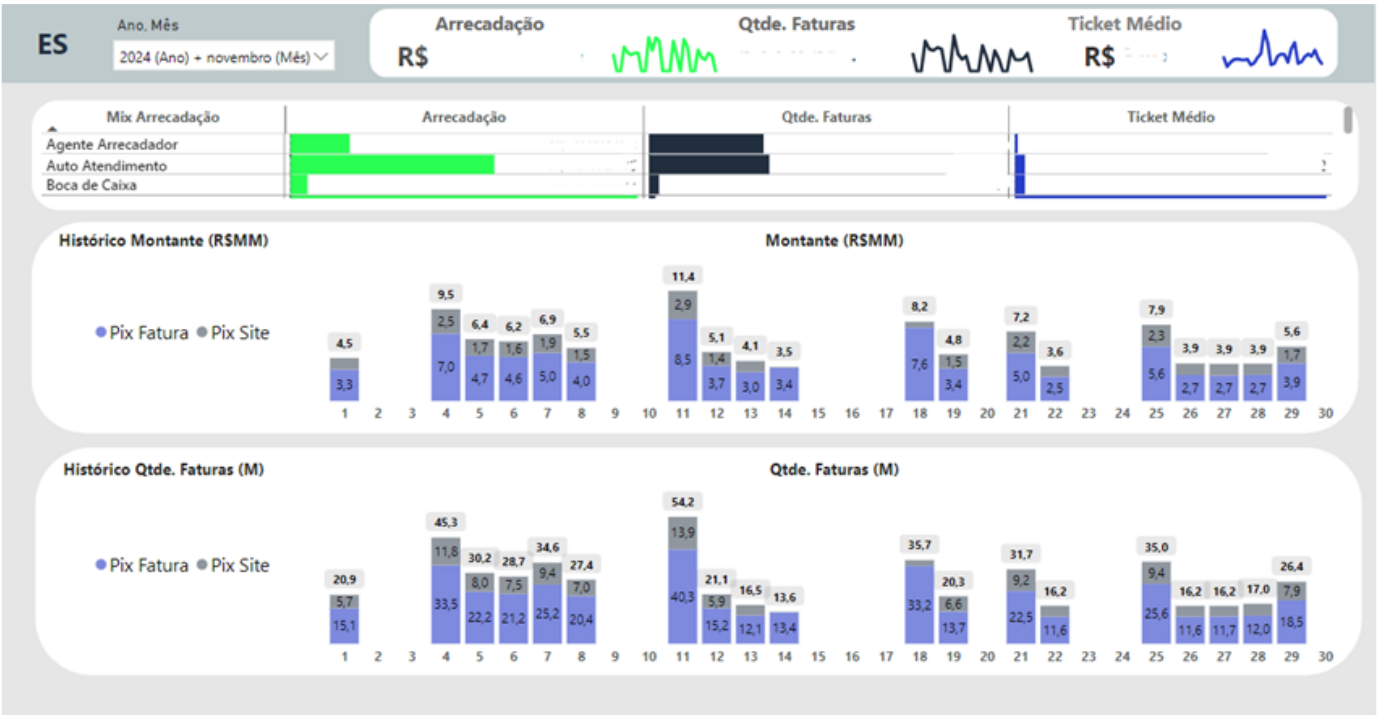 ES
Ano, Mês
2024 (Ano) + novembro (Mês)
Arrecadação
R$
Qtde. Faturas
Ticket Médio
R$
Mix Arrecadação Arrecadação Qtde. Faturas Ticket Médio
Agente Arrecadador
Auto Atendimento
Boca de Caixa
Histórico Montante (R$MM)
Montante (R$MM)
Pix Fatura Pix Site
4,5 9,5 6,4 6,2 6,9 5,5 11,4 5,1 4,1 3,5 8,2 4,8 7,2 3,6 7,9 3,9 3,9 3,9 5,6
2,5 1,7 1,6 1,9 1,5 2,9 1,4 1,5 2,2 2,3 1,7
3,3 7,0 4,7 4,6 5,0 4,0 8,5 3,7 3,0 3,4 7,6 3,4 5,0 2,5 5,6 2,7 2,7 2,7 3,9
1 2 3 4 5 6 7 8 9 10 11 12 13 14 15 16 17 18 19 20 21 22 23 24 25 26 27 28 29 30
Histórico Qtde. Faturas (M)
Qtde. Faturas (M)
Pix Fatura Pix Site
20,9 45,3 30,2 28,7 34,6 27,4 54,2 21,1 16,5 13,6 35,7 20,3 31,7 16,2 35,0 16,2 16,2 17,0 26,4
5,7 11,8 8,0 7,5 9,4 7,0 13,9 5,9 6,6 9,2 9,4 7,9
15,1 33,5 22,2 21,2 25,2 20,4 40,3 15,2 12,1 13,4 33,2 13,7 22,5 11,6 25,6 11,6 11,7 12,0 18,5
1 2 3 4 5 6 7 8 9 10 11 12 13 14 15 16 17 18 19 20 21 22 23 24 25 26 27 28 29 30